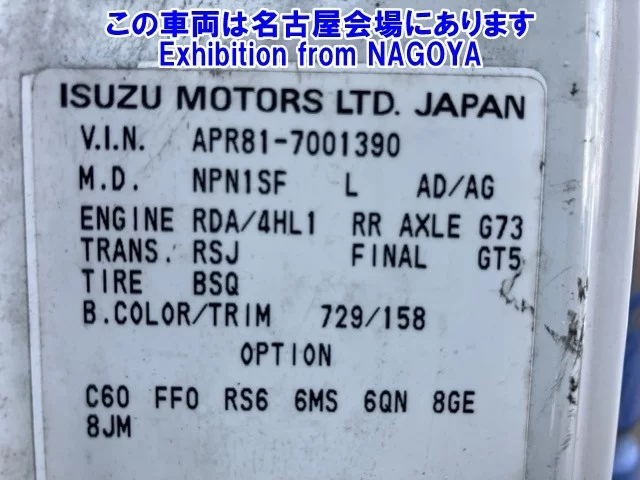 この車両は名古屋会場にあります
Exhibition from NAGOYA
ISUZU MOTORS LTD. JAPAN
V.I.N. APR81-7001390
M.D. NPN1SF L AD/AG
ENGINE RDA/4HL1 RR AXLE G73
TRANS. RSJ FINAL GT5
TIRE BSQ
B.COLOR/TRIM 729/158
OPTION
C60 FF0 RS6 6MS 6QN 8GE
8JM